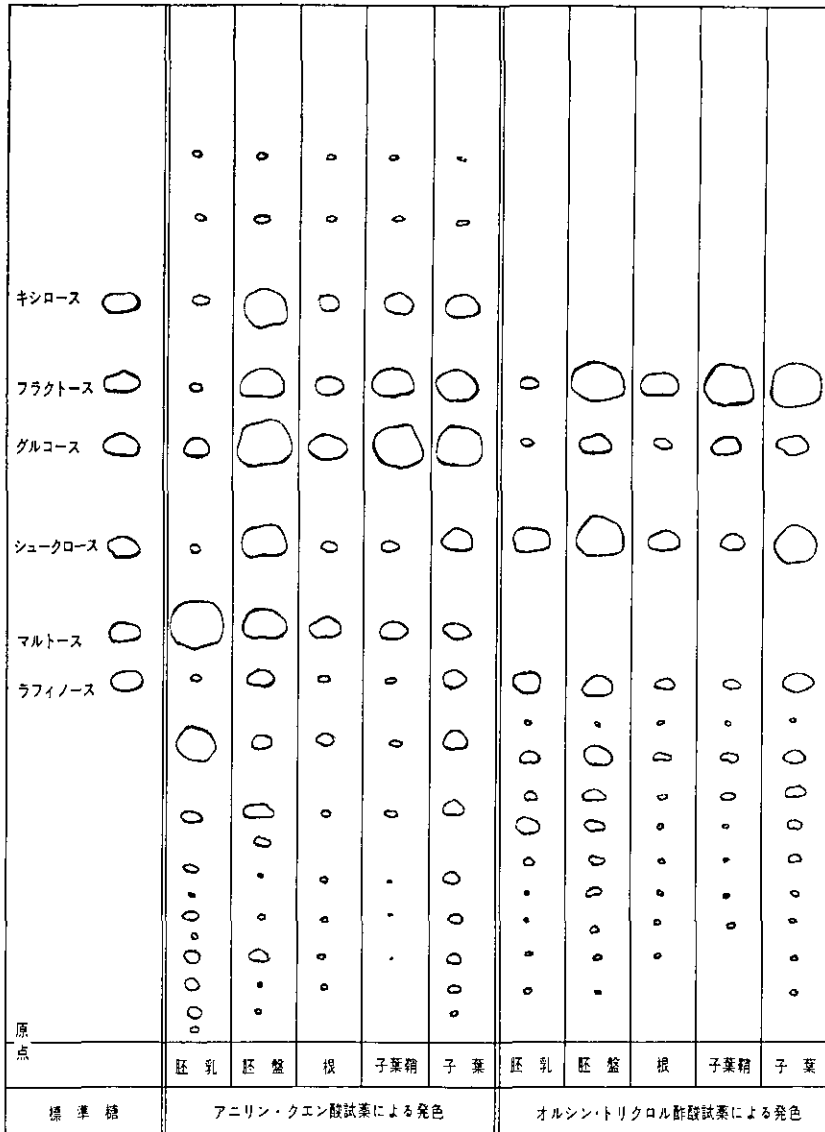 キシロース
フラクトース
グルコース
シュークロース
マルトース
ラフィノース
原点
胚乳 胚盤 根 子葉鞘 子葉 胚乳 胚盤 根 子葉鞘 子葉
標準糖 アニリン・クエン酸試薬による発色 オルシン・トリクロル酢酸試薬による発色